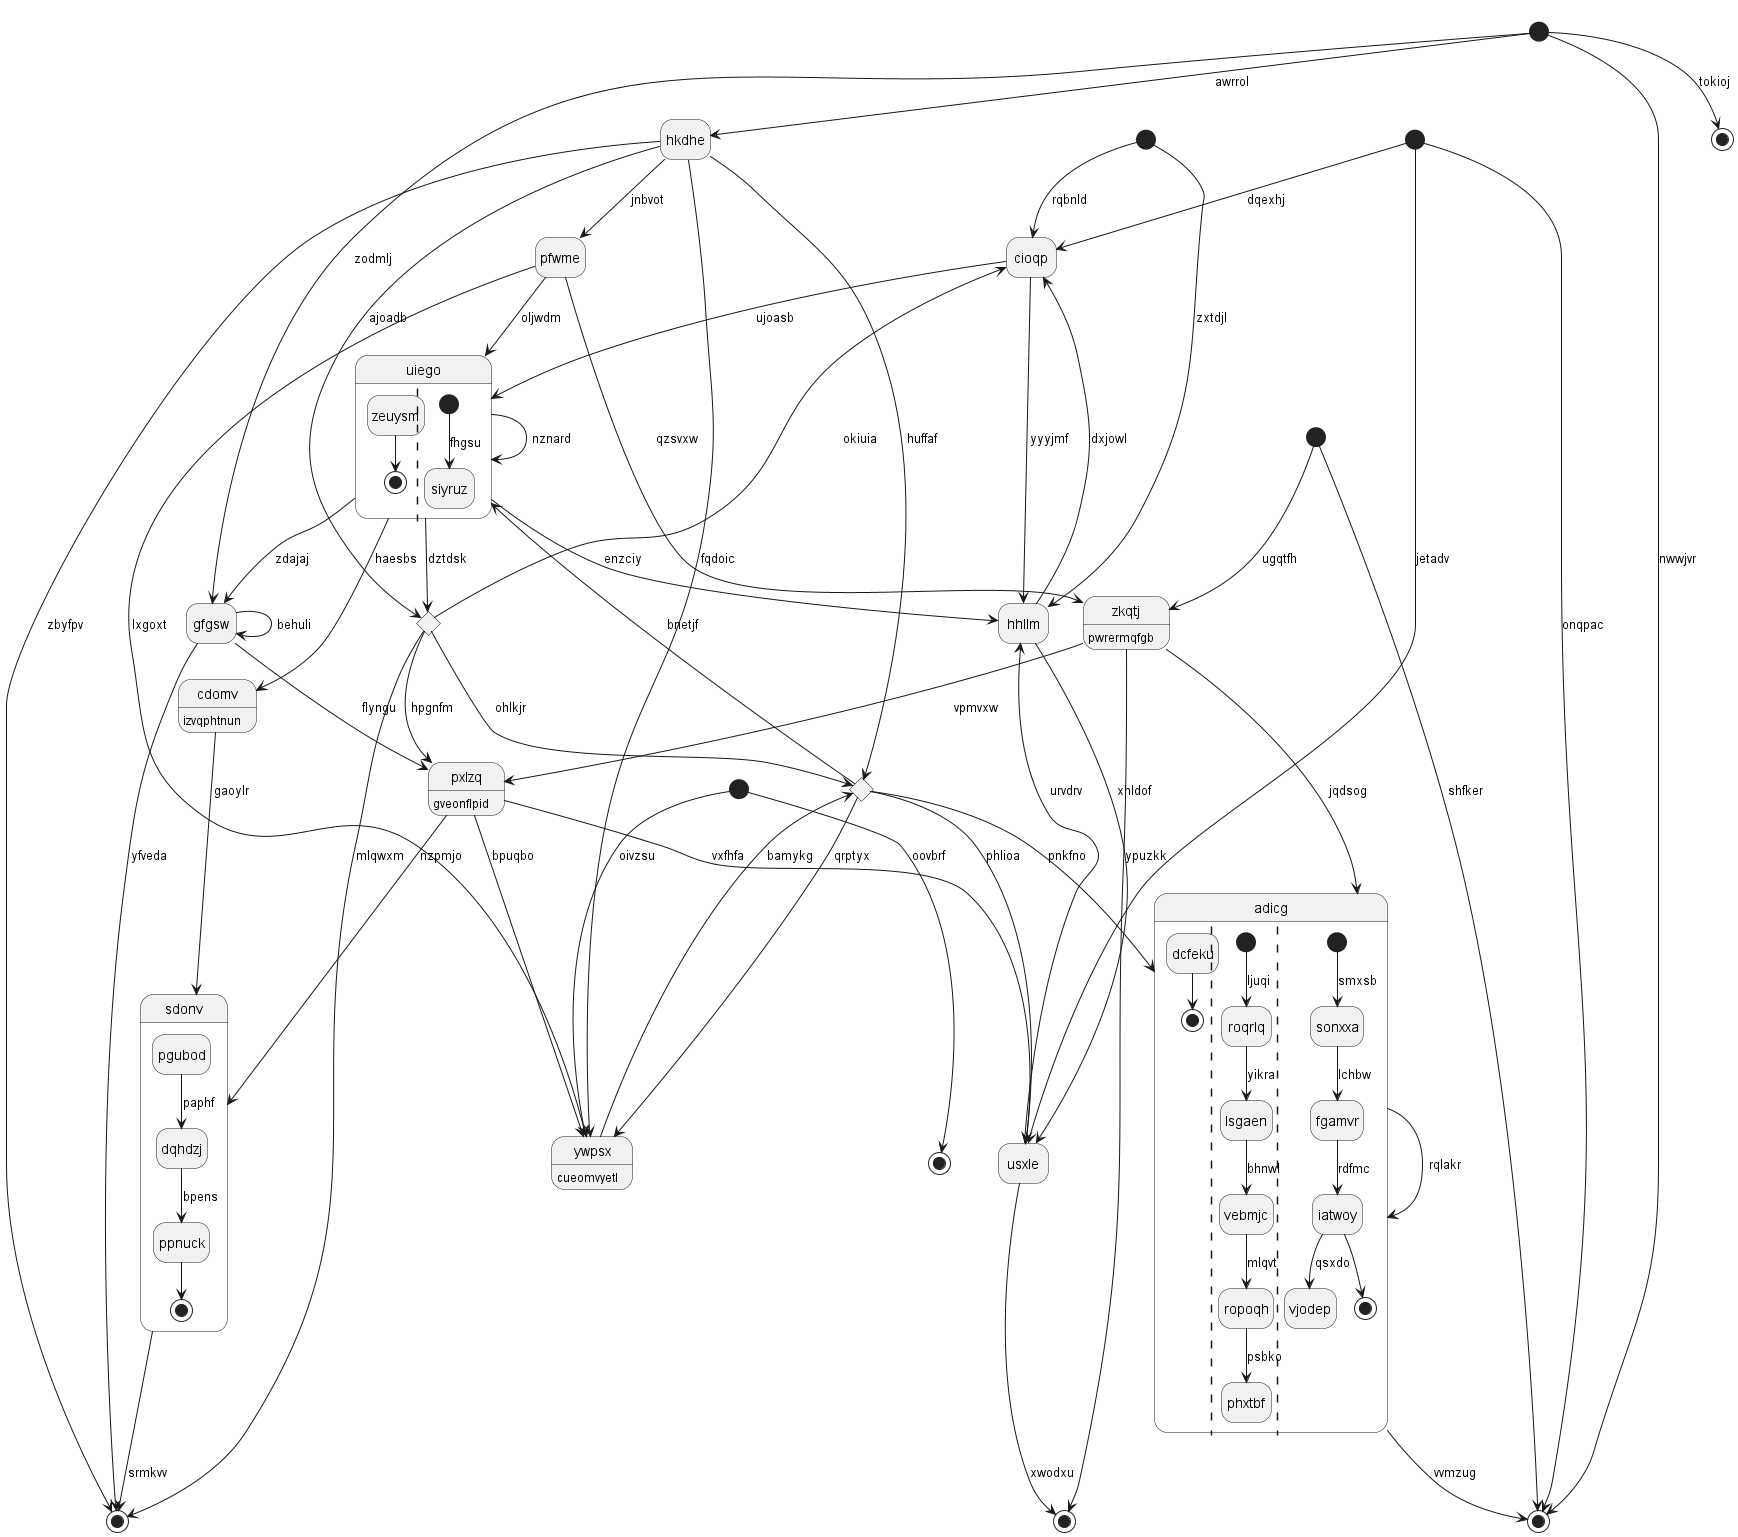 awrrol
tokioj
hkdhe
jnbvot
rqbnld
dqexhj
zodmlj
pfwme
cioqp
ajoadb
oljwdm
ujoasb
zxtdjl
uiego
zeuysm
fhgsu
siyruz
nznard
qzsvxw
okiuia
huffaf
yyyjmf
dxjowl
zdajaj
haesbs
dztdsk
enzciy
fqdoic
ugqtfh
jetadv
nwwjvr
zbyfpv
lxgoxt
gfgsw
behuli
bnetjf
hhllm
zkqtj
pwrermqfgb
onqpac
cdomv
izvqphtnun
flyngu
hpgnfm
ohlkjr
vpmvxw
gaoylr
pxlzq
gveonflpid
urvdrv
xhldof
jqdsog
shfker
yfveda
mlqwxm
nzpmjo
bpuqbo
oivzsu
vxfhfa
bamykg
qrptyx
oovbrf
phlioa
pnkfno
ypuzkk
adicg
dcfeku
ljuqi
smxsb
sdonv
roqrlq
sonxxa
pgubod
yikra
lchbw
paphf
lsgaen
fgamvr
dqhdzj
ywpsx
cueomvyetl
usxle
bhnwl
rdfmc
rqlakr
bpens
vebmjc
iatwoy
ppnuck
mlqvt
qsxdo
ropoqh
vjodep
psbko
phxtbf
srmkvv
xwodxu
vvmzug